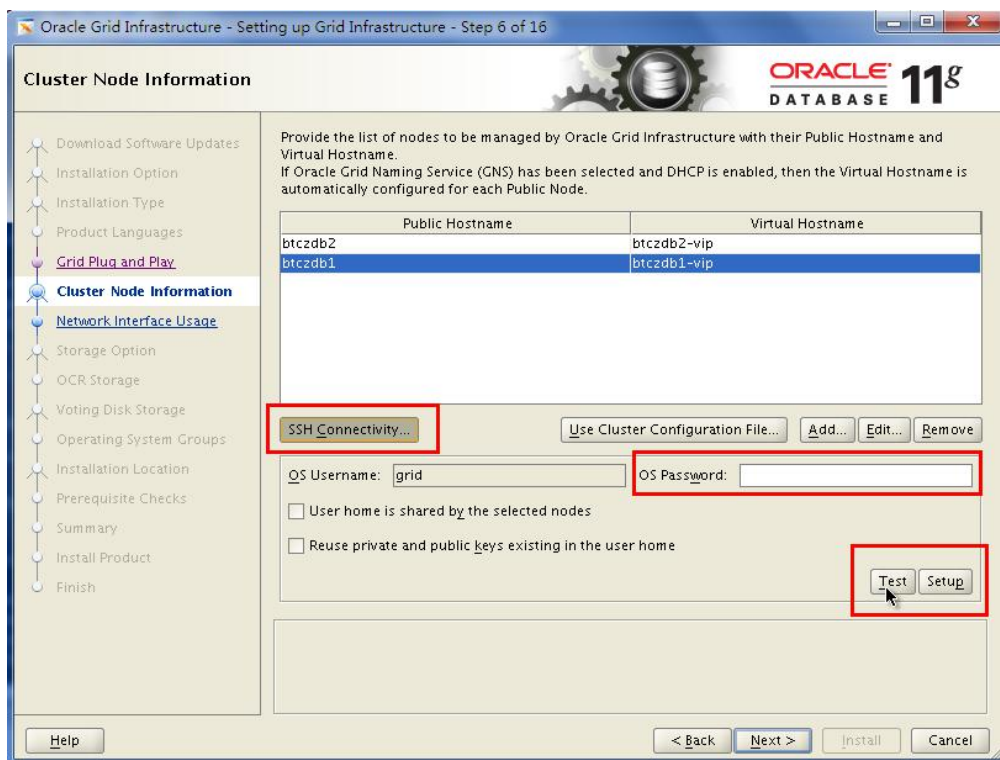 Oracle Grid Infrastructure - Setting up Grid Infrastructure - Step 6 of 16
Cluster Node Information
ORACLE
DATABASE
11g
Download Software Updates
Installation Option
Installation Type
Product Languages
Grid Plug and Play
Cluster Node Information
Network Interface Usage
Storage Option
OCR Storage
Voting Disk Storage
Operating System Groups
Installation Location
Prerequisite Checks
Summary
Install Product
Finish
Provide the list of nodes to be managed by Oracle Grid Infrastructure with their Public Hostname and
Virtual Hostname.
If Oracle Grid Naming Service (GNS) has been selected and DHCP is enabled, then the Virtual Hostname is
automatically configured for each Public Node.
Public Hostname Virtual Hostname
btczdb2 btczdb2-vip
btczdb1 btczdb1-vip
SSH Connectivity... Use Cluster Configuration File... Add... Edit... Remove
OS Username: grid OS Password:
User home is shared by the selected nodes
Reuse private and public keys existing in the user home
Test Setup
Help < Back Next > Install Cancel